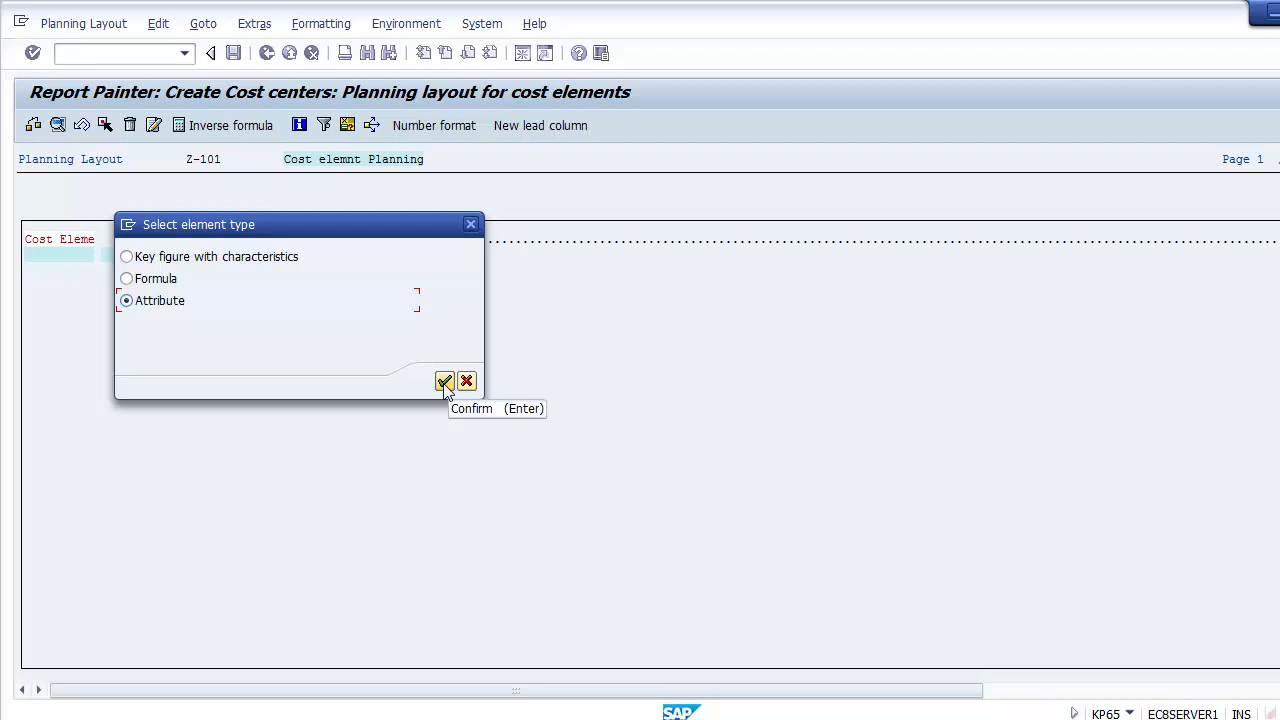 Planning Layout Edit Goto Extras Formatting Environment System Help
Report Painter: Create Cost centers: Planning layout for cost elements
Inverse formula Number format New lead column
Planning Layout Z-101 Cost elemnt Planning Page 1
Select element type
Cost Eleme
Key figure with characteristics
Formula
Attribute
Confirm (Enter)
SAP KP65 EC8SERVER1 INS